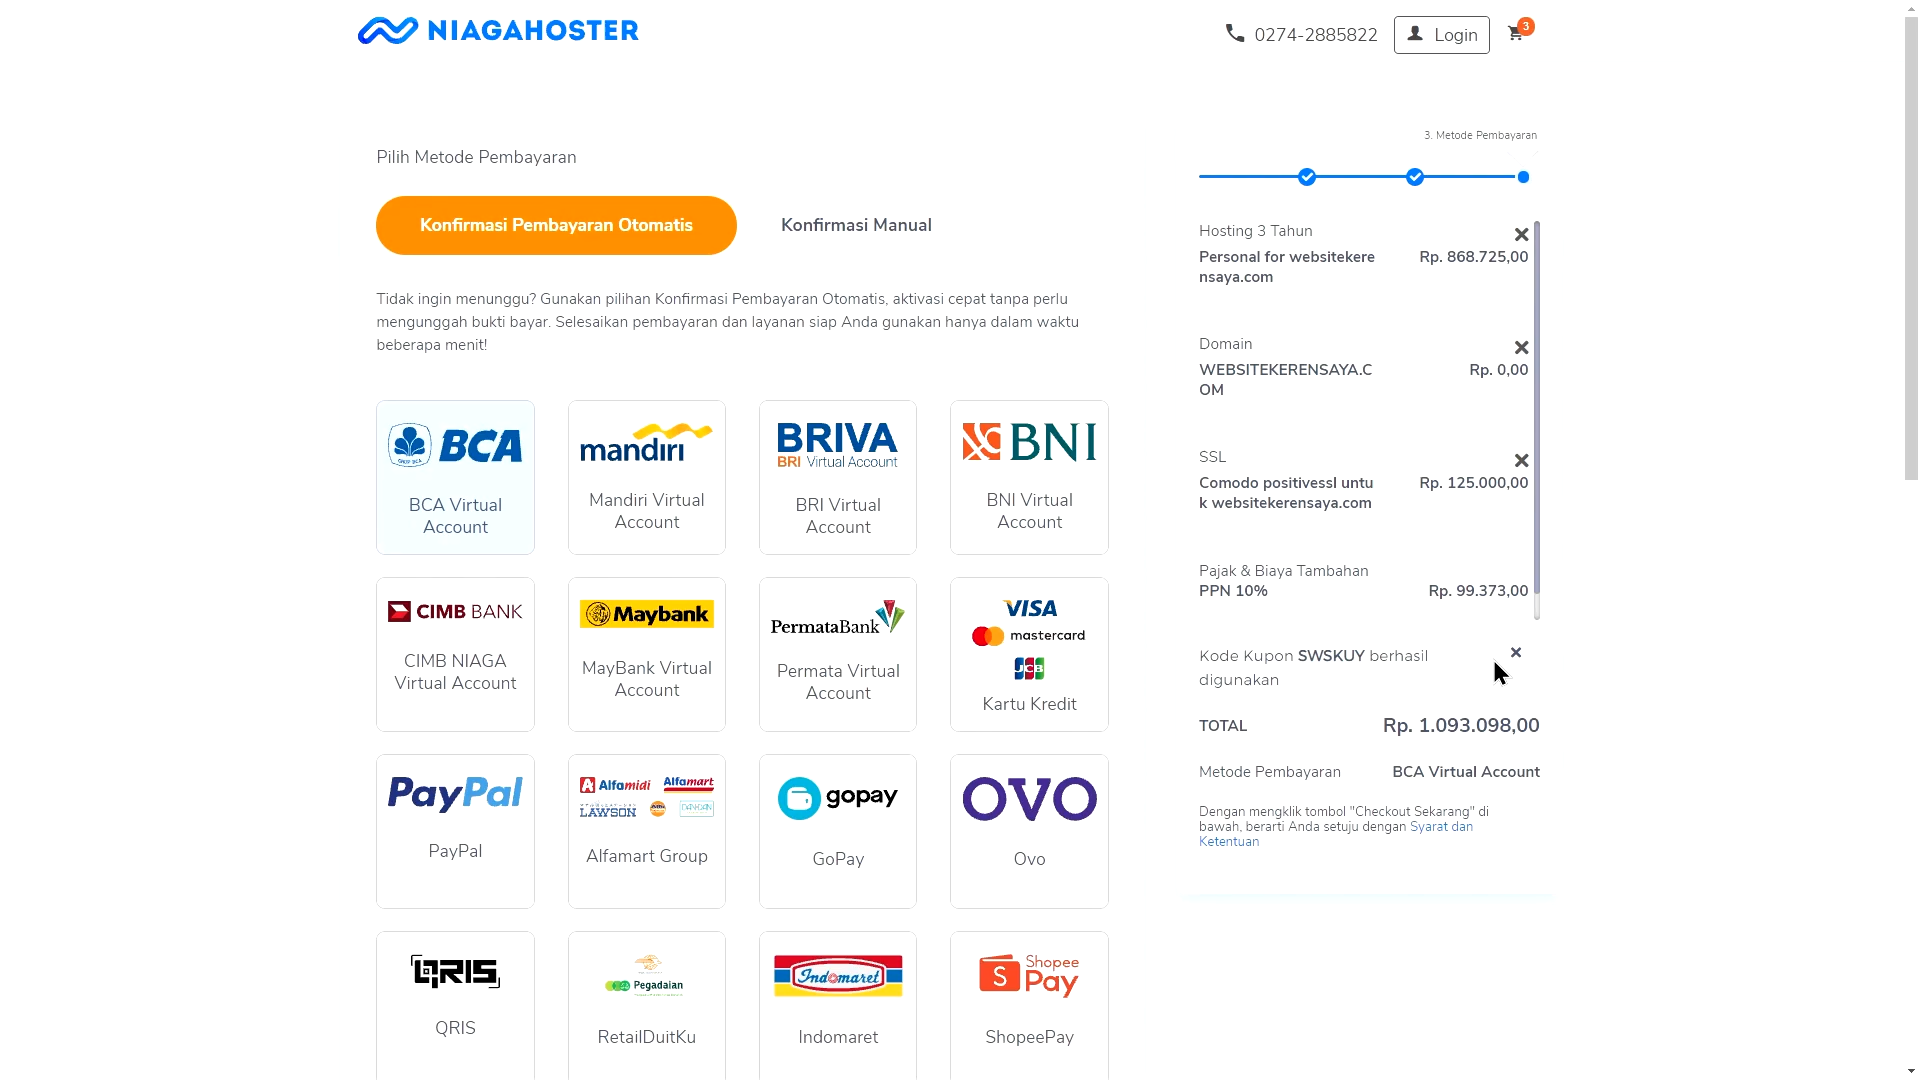 NIAGAHOSTER
0274-2885822
Login
3
3. Metode Pembayaran
Pilih Metode Pembayaran
Konfirmasi Pembayaran Otomatis
Konfirmasi Manual
Tidak ingin menunggu? Gunakan pilihan Konfirmasi Pembayaran Otomatis, aktivasi cepat tanpa perlu
mengunggah bukti bayar. Selesaikan pembayaran dan layanan siap Anda gunakan hanya dalam waktu
beberapa menit!
BCA
BCA Virtual
Account
mandiri
Mandiri Virtual
Account
BRIVA
BRI Virtual Account
BRI Virtual
Account
BNI
BNI Virtual
Account
CIMB BANK
CIMB NIAGA
Virtual Account
Maybank
MayBank Virtual
Account
PermataBank
Permata Virtual
Account
VISA
mastercard
JCB
Kartu Kredit
PayPal
PayPal
Alfamidi
Alfamart
LAWSON
Alfamart Group
gopay
GoPay
OVO
Ovo
QRIS
QRIS
Pegadaian
RetailDuitKu
Indomaret
Indomaret
Shopee
Pay
ShopeePay
Hosting 3 Tahun
Personal for websitekere
nsaya.com
Rp. 868.725,00
Domain
WEBSITEKERENSAYA.C
OM
Rp. 0,00
SSL
Comodo positivessl untu
k websitekerensaya.com
Rp. 125.000,00
Pajak & Biaya Tambahan
PPN 10%
Rp. 99.373,00
Kode Kupon SWSKUY berhasil
digunakan
TOTAL
Rp. 1.093.098,00
Metode Pembayaran
BCA Virtual Account
Dengan mengklik tombol "Checkout Sekarang" di
bawah, berarti Anda setuju dengan Syarat dan
Ketentuan